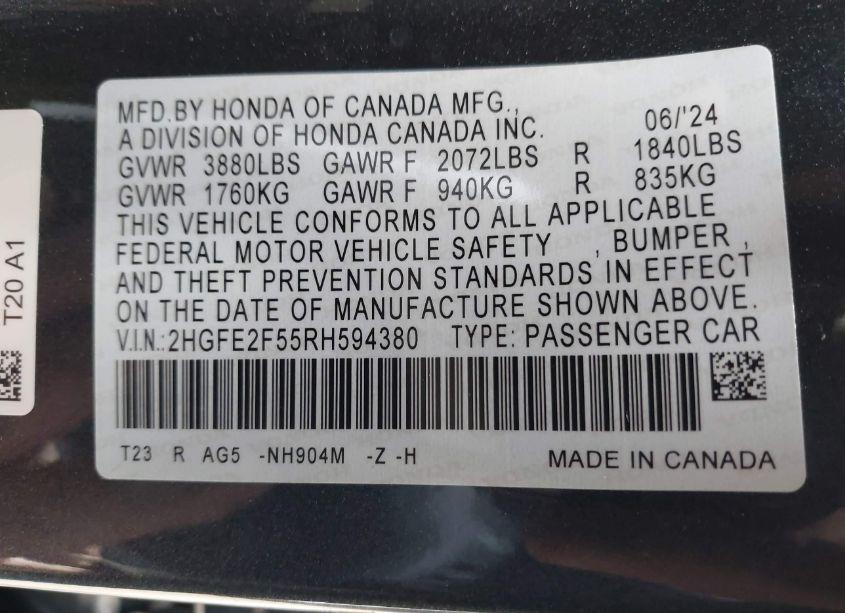 MFD.BY HONDA OF CANADA MFG.,
A DIVISION OF HONDA CANADA INC. 06/'24
GVWR 3880LBS GAWR F 2072LBS R 1840LBS
GVWR 1760KG GAWR F 940KG R 835KG
THIS VEHICLE CONFORMS TO ALL APPLICABLE
FEDERAL MOTOR VEHICLE SAFETY , BUMPER ,
AND THEFT PREVENTION STANDARDS IN EFFECT
ON THE DATE OF MANUFACTURE SHOWN ABOVE.
V.I.N.:2HGFE2F55RH594380 TYPE: PASSENGER CAR
T23 R AG5 -NH904M -Z -H MADE IN CANADA
T20 A1